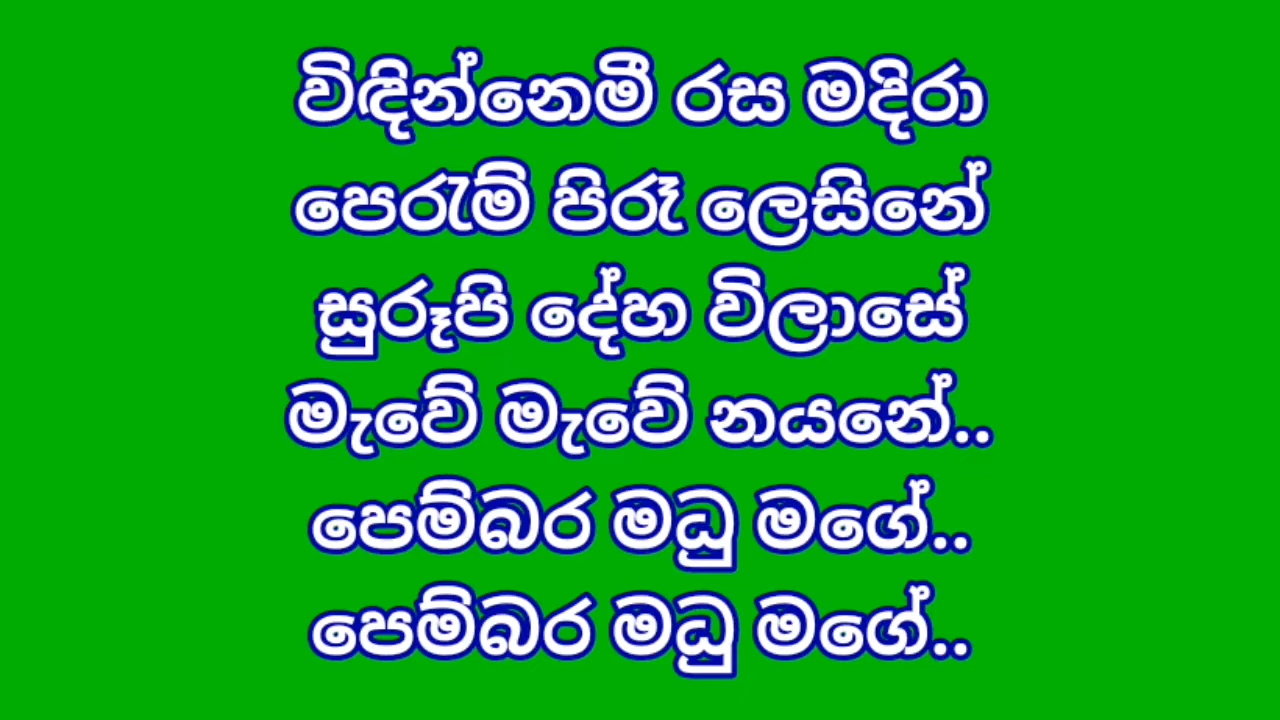 විඳින්නෙමී රස මදිරා
පෙරැම් පිරෑ ලෙසිනේ
සුරූපි දේහ විලාසේ
මැවේ මැවේ නයනේ..
පෙම්බර මධු මගේ..
පෙම්බර මධු මගේ..